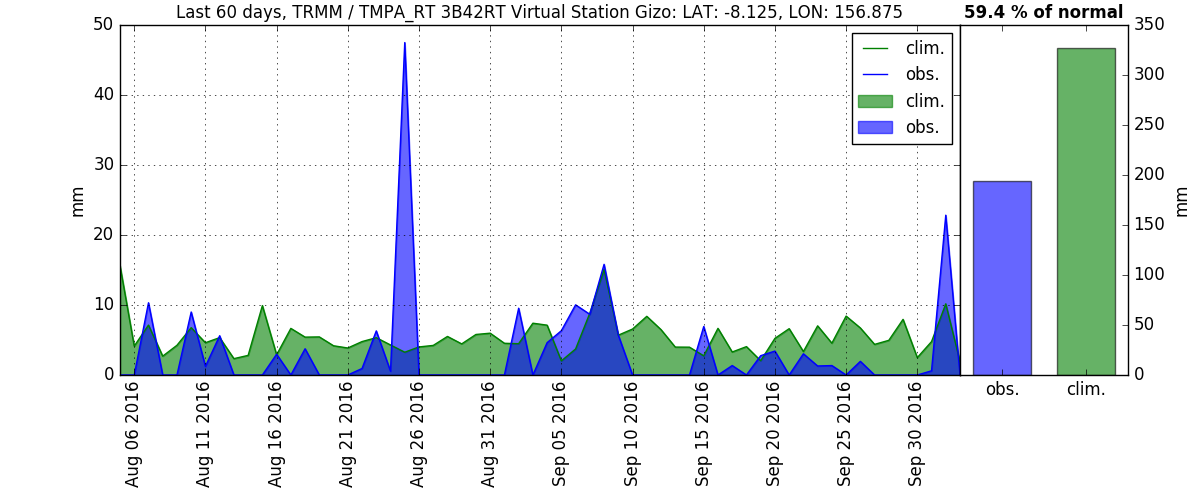 Last 60 days, TRMM / TMPA_RT 3B42RT Virtual Station Gizo: LAT: -8.125, LON: 156.875
59.4 % of normal
50
40
30
20
10
0
mm
clim.
obs.
clim.
obs.
350
300
250
200
150
100
50
0
mm
obs.
clim.
Aug 06 2016
Aug 11 2016
Aug 16 2016
Aug 21 2016
Aug 26 2016
Aug 31 2016
Sep 05 2016
Sep 10 2016
Sep 15 2016
Sep 20 2016
Sep 25 2016
Sep 30 2016